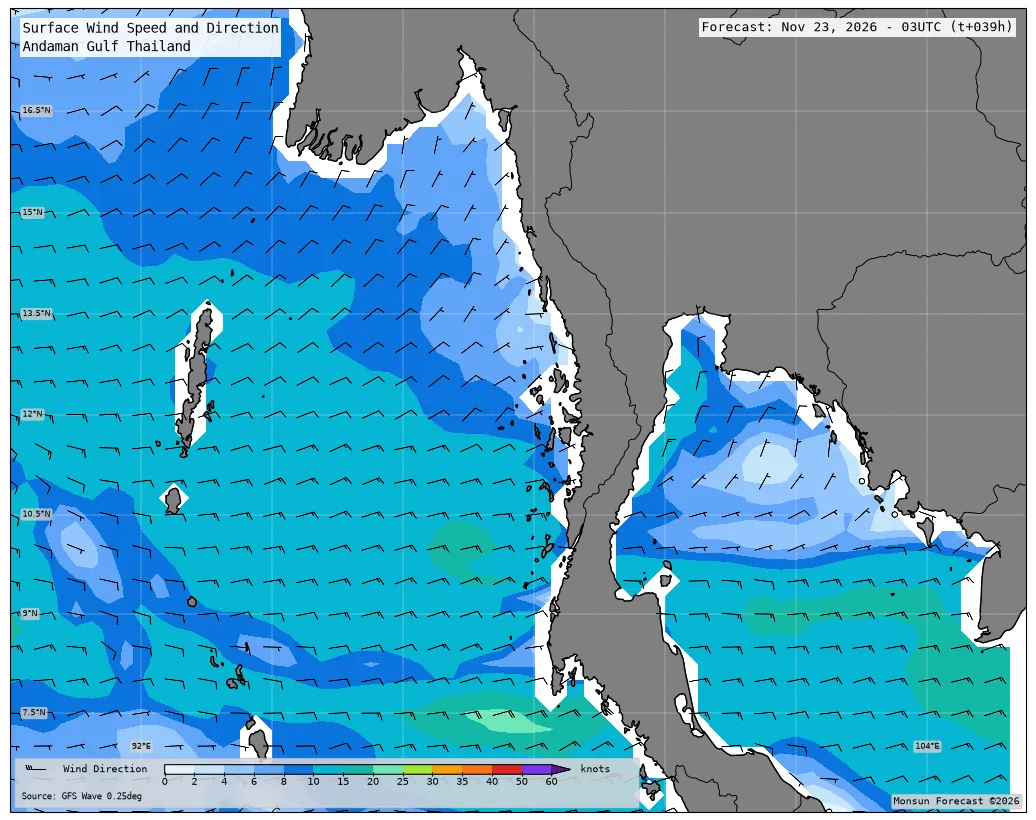 Surface Wind Speed and Direction
Andaman Gulf Thailand
Forecast: Nov 23, 2026 - 03UTC (t+039h)
16.5°N
15°N
13.5°N
12°N
10.5°N
9°N
7.5°N
92°E
104°E
Wind Direction
knots
0 2 4 6 8 10 15 20 25 30 35 40 50 60
Source: GFS Wave 0.25deg
Monsun Forecast ©2026